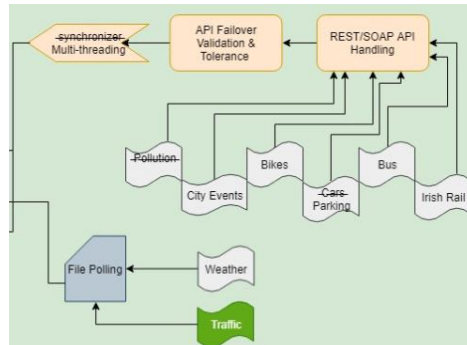 synchronizer
Multi-threading
API Failover
Validation &
Tolerance
REST/SOAP API
Handling
Pollution
City Events
Bikes
Cars
Parking
Bus
Irish Rail
File Polling
Weather
Traffic